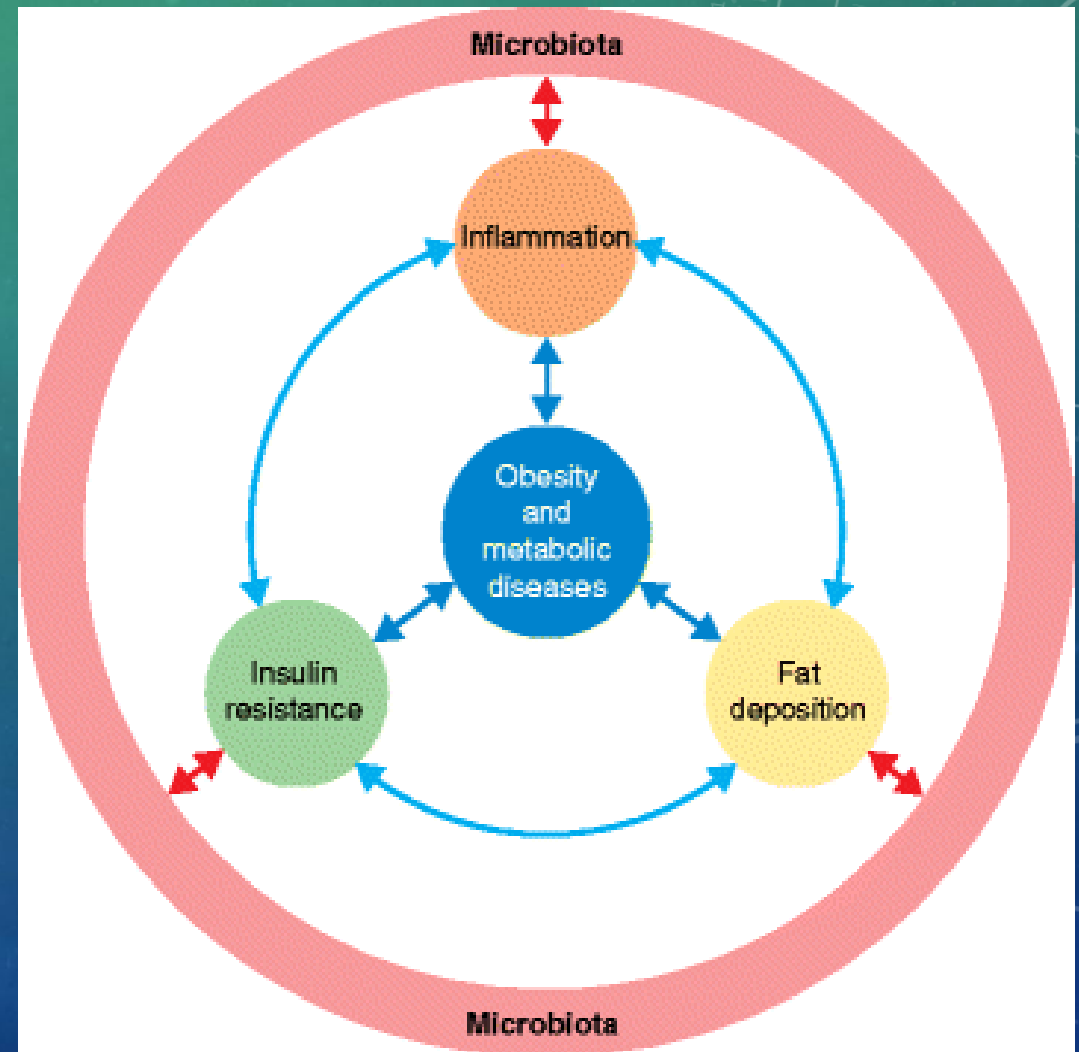 Microbiota
Inflammation
Obesity
and
metabolic
diseases
Insulin
resistance
Fat
deposition
Microbiota